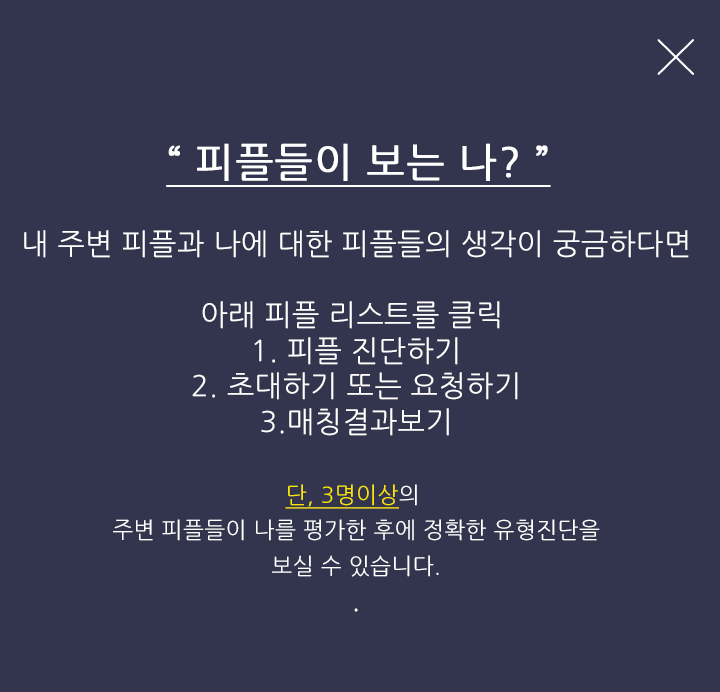 “ 피플들이 보는 나? ”
내 주변 피플과 나에 대한 피플들의 생각이 궁금하다면
아래 피플 리스트를 클릭
1. 피플 진단하기
2. 초대하기 또는 요청하기
3.매칭결과보기
단, 3명이상의
주변 피플들이 나를 평가한 후에 정확한 유형진단을
보실 수 있습니다.
.